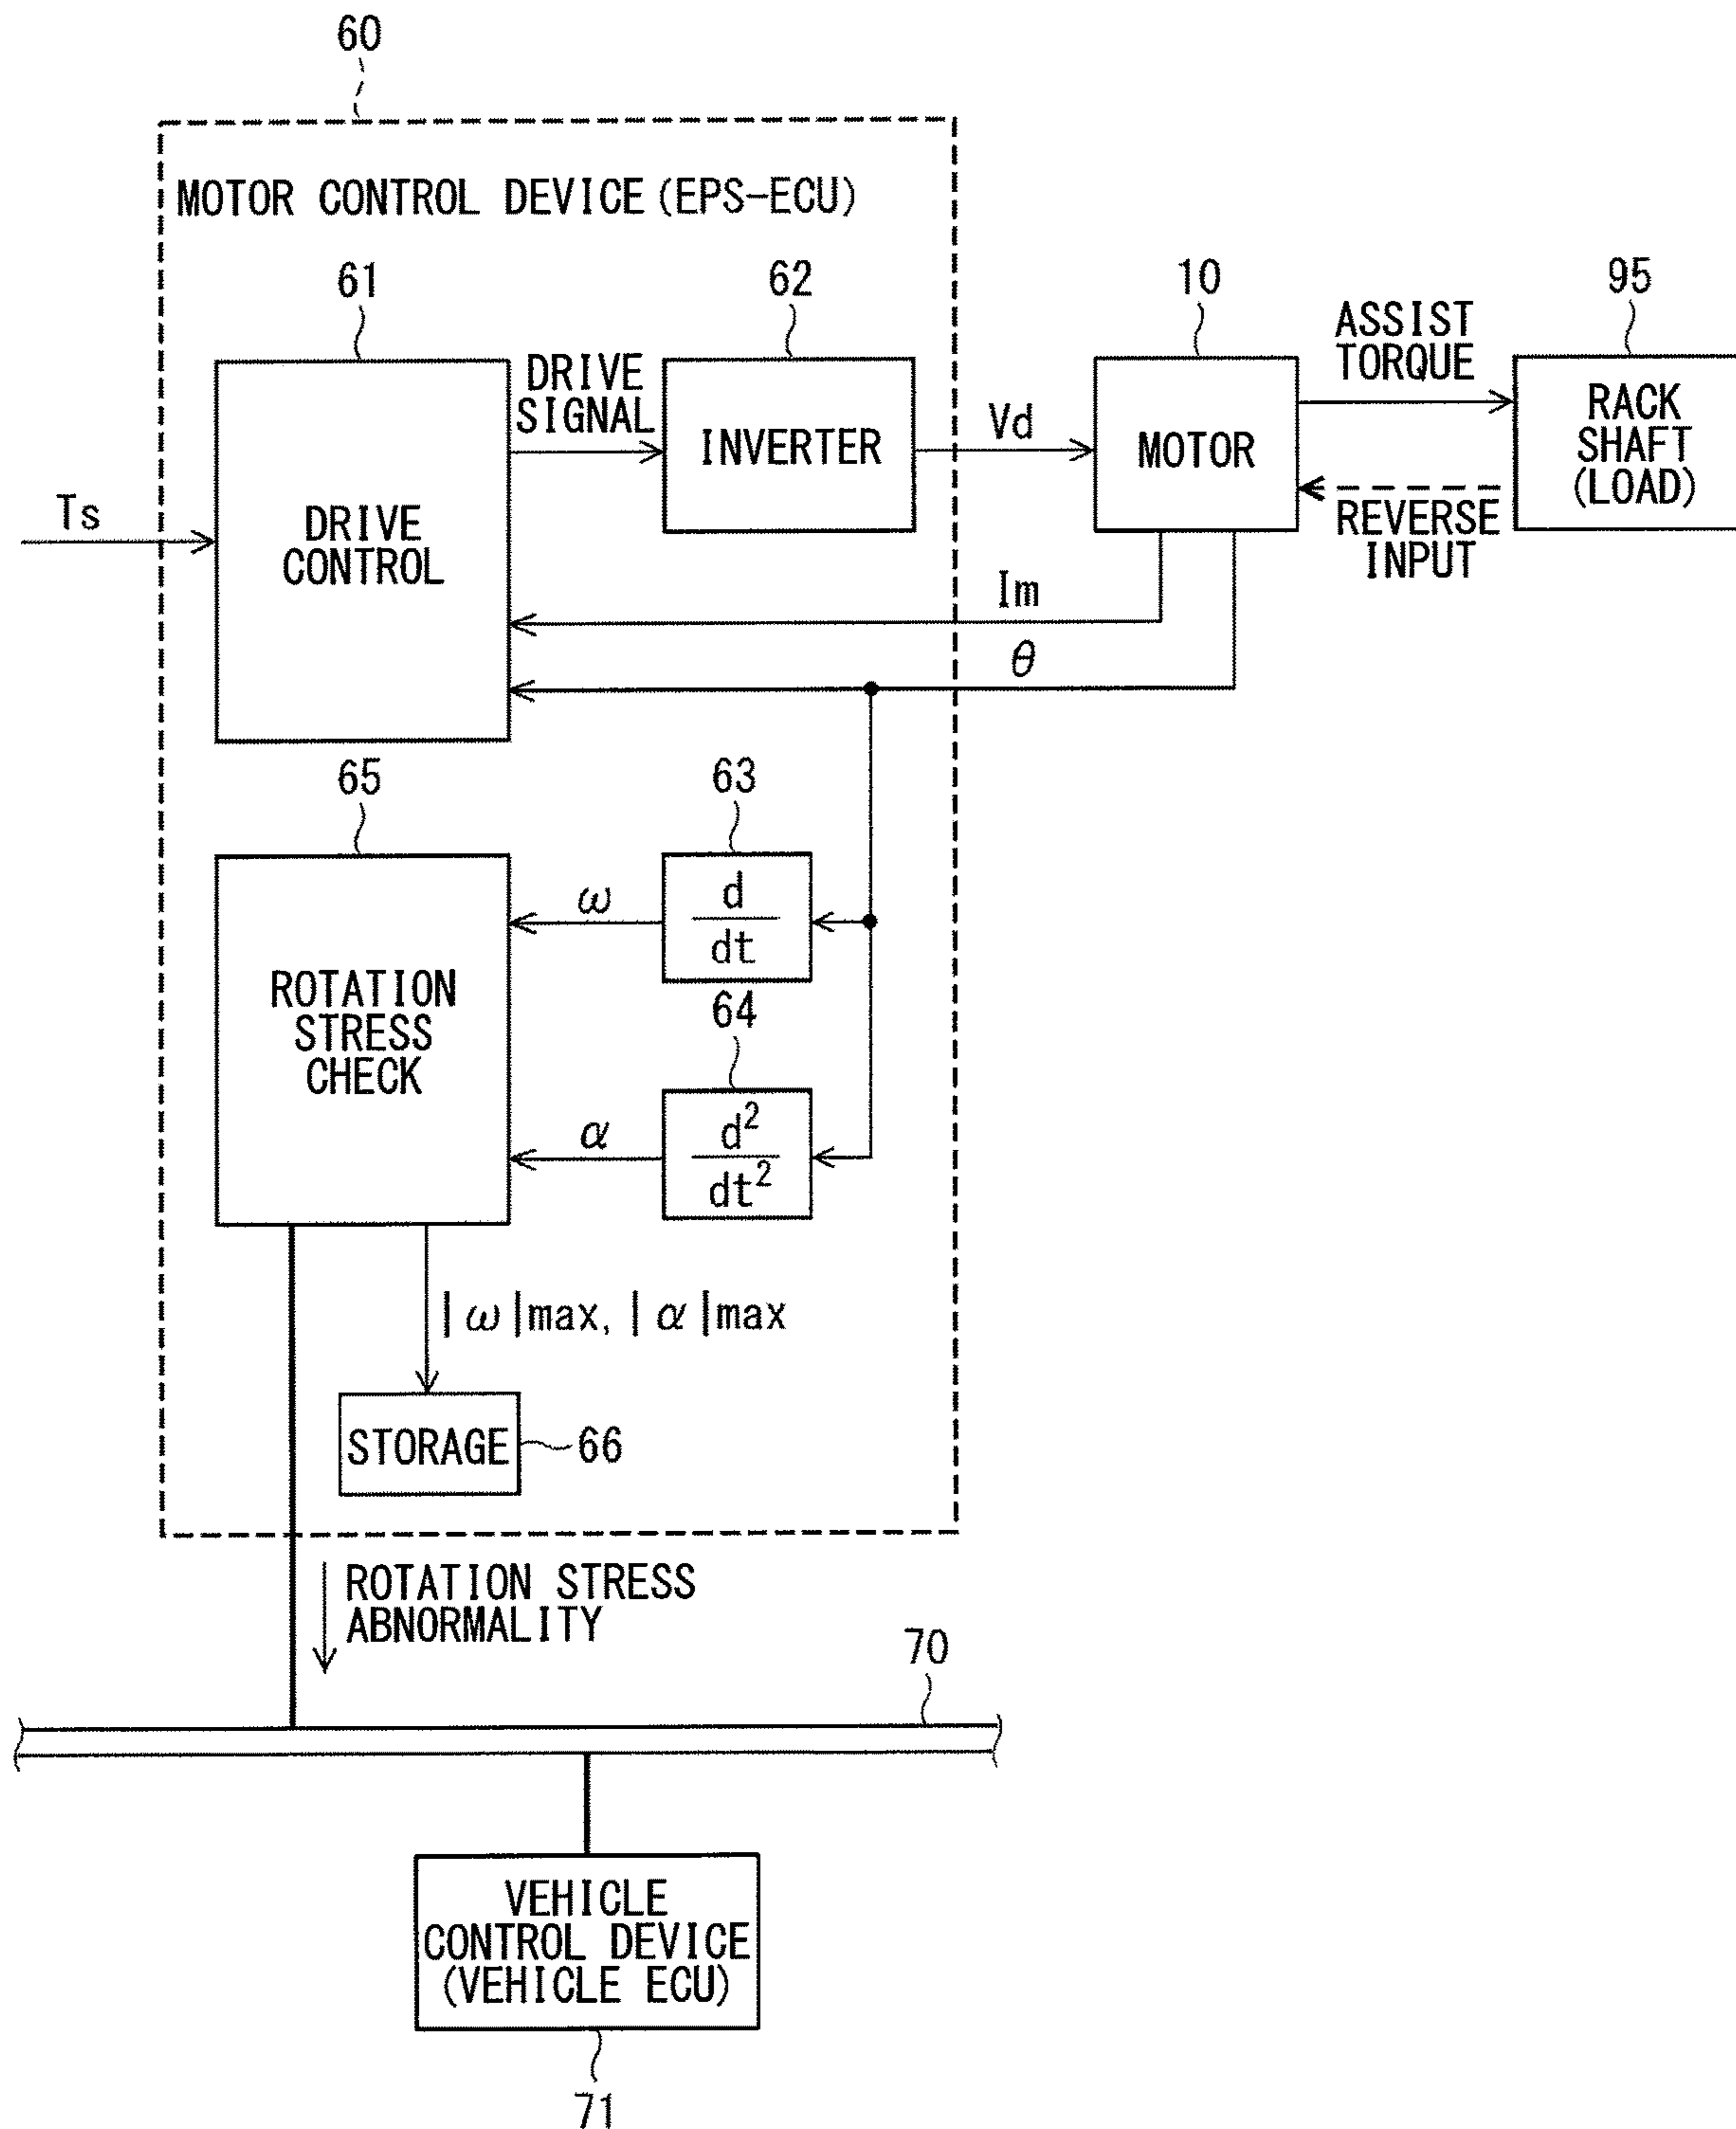 60
MOTOR CONTROL DEVICE (EPS-ECU)
61
62
10
95
DRIVE
SIGNAL
ASSIST
TORQUE
INVERTER
Vd
MOTOR
RACK
SHAFT
(LOAD)
Ts
DRIVE
CONTROL
REVERSE
INPUT
Im
θ
65
63
ω
d
dt
ROTATION
STRESS
CHECK
64
α
d²
dt²
|ω|max, |α|max
STORAGE
66
ROTATION STRESS
ABNORMALITY
70
VEHICLE
CONTROL DEVICE
(VEHICLE ECU)
71